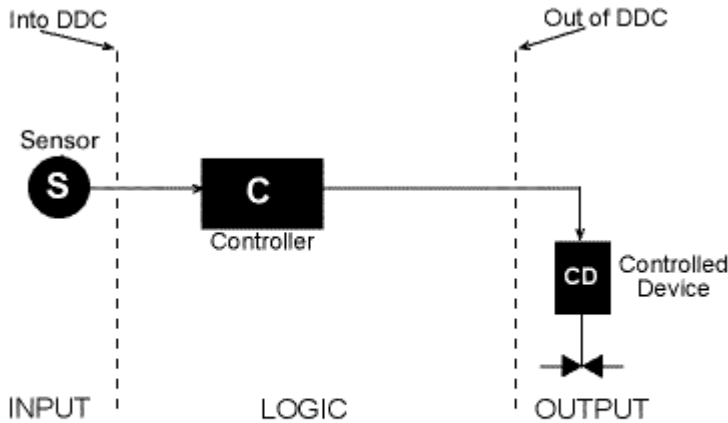 Into DDC
Out of DDC
Sensor
S
C
Controller
CD
Controlled
Device
INPUT
LOGIC
OUTPUT